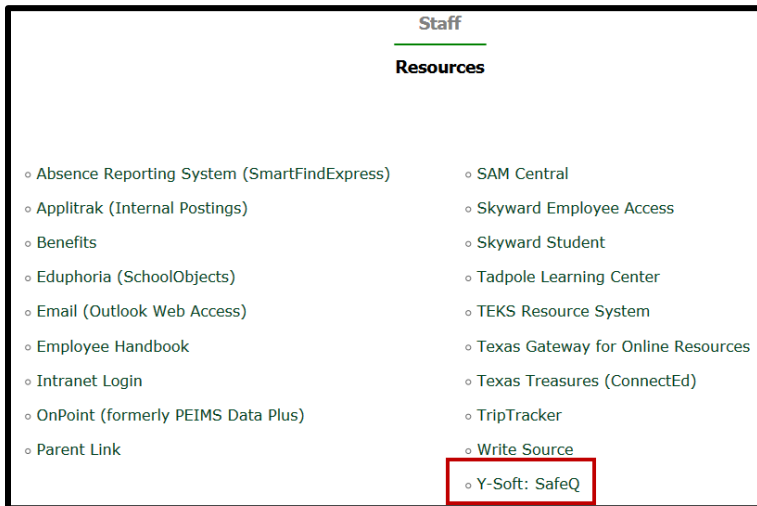 Staff
Resources
Absence Reporting System (SmartFindExpress)
Applitrak (Internal Postings)
Benefits
Eduphoria (SchoolObjects)
Email (Outlook Web Access)
Employee Handbook
Intranet Login
OnPoint (formerly PEIMS Data Plus)
Parent Link
SAM Central
Skyward Employee Access
Skyward Student
Tadpole Learning Center
TEKS Resource System
Texas Gateway for Online Resources
Texas Treasures (ConnectEd)
TripTracker
Write Source
Y-Soft: SafeQ